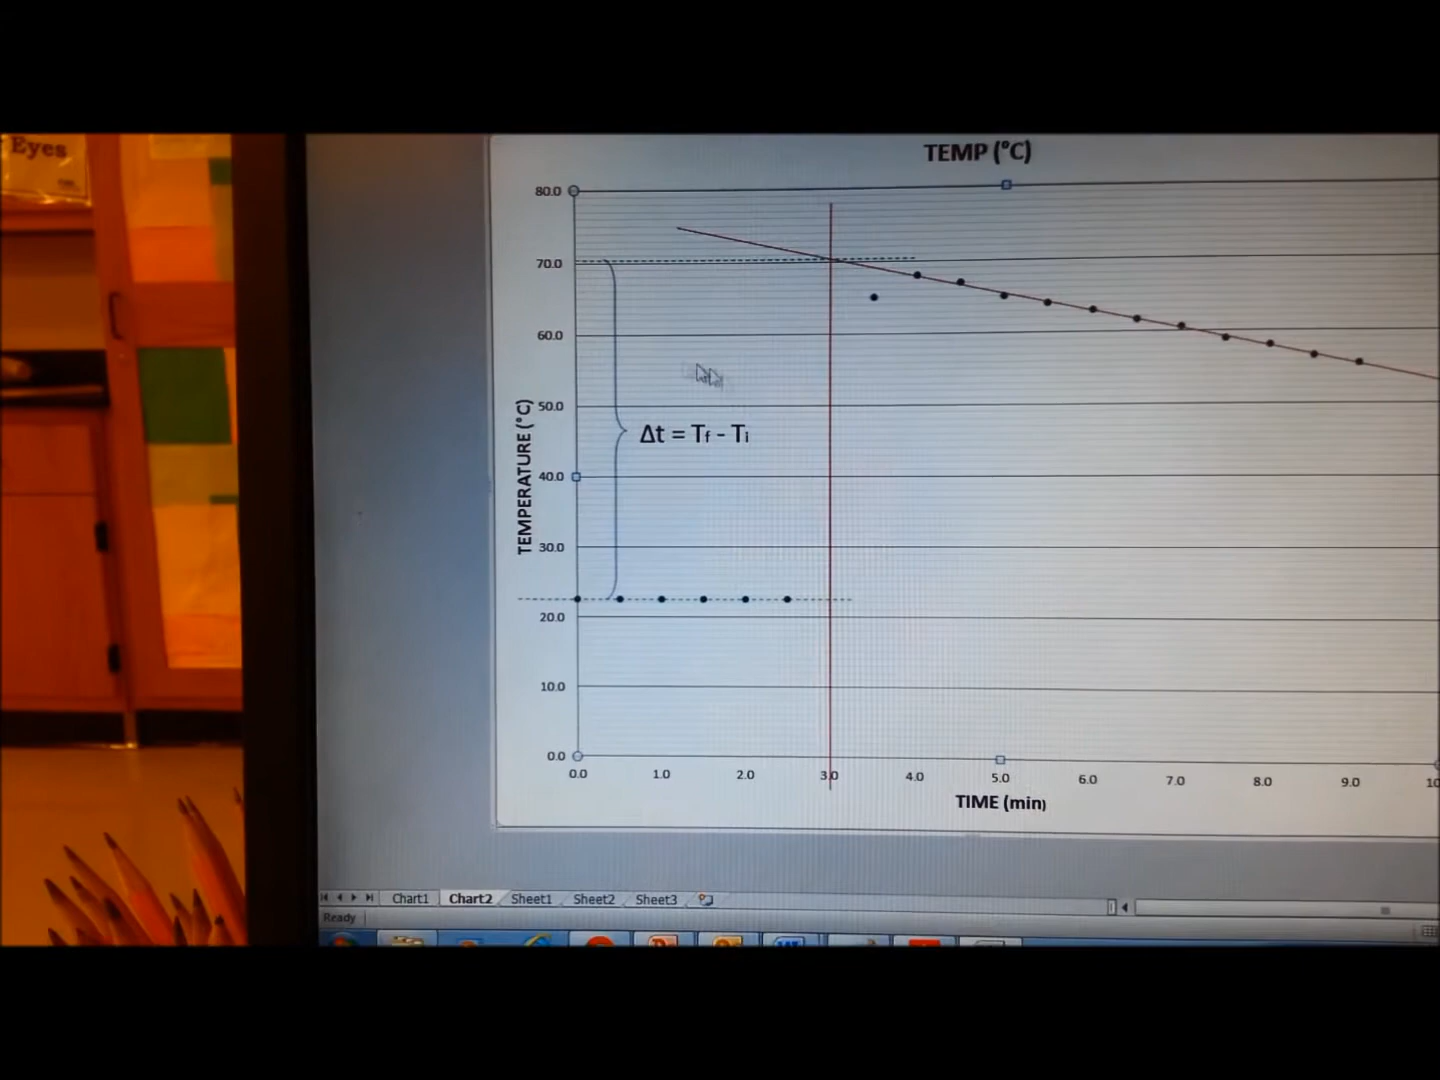 Eyes
TEMP (°C)
80.0
70.0
60.0
50.0
40.0
30.0
20.0
10.0
0.0
TEMPERATURE (°C)
Δt = Tf - Ti
0.0 1.0 2.0 3.0 4.0 5.0 6.0 7.0 8.0 9.0 10
TIME (min)
Chart1 Chart2 Sheet1 Sheet2 Sheet3
Ready